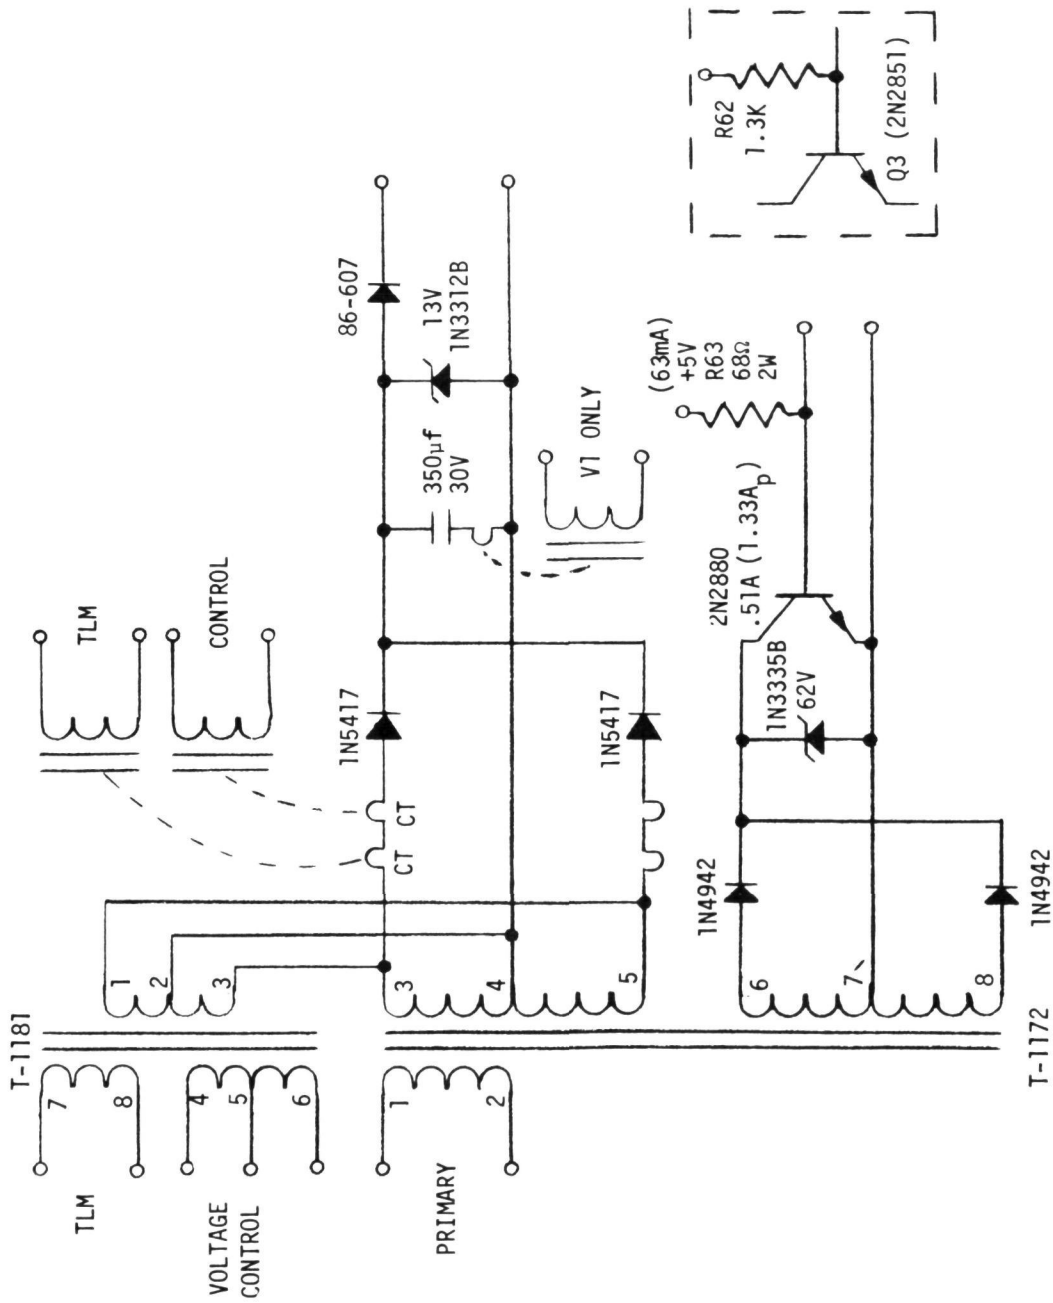 T-1181
7
8
TLM
4
5
6
VOLTAGE
CONTROL
1
2
3
TLM
CONTROL
PRIMARY
1
2
3
4
5
CT
CT
1N5417
1N5417
350µf
30V
86-607
13V
1N3312B
V1 ONLY
T-1172
6
7
8
1N4942
1N4942
1N3335B
62V
2N2880
.51A (1.33Ap)
(63mA)
+5V
R63
68Ω
2W
R62
1.3K
Q3 (2N2851)